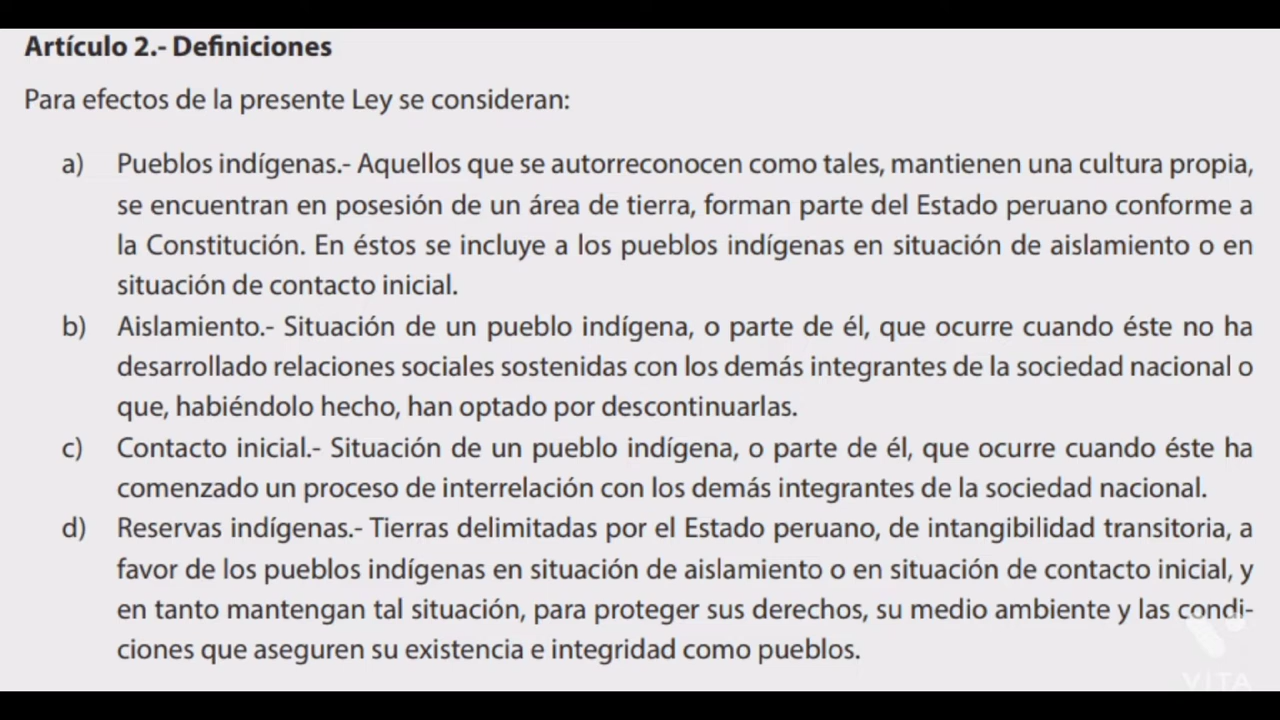 Artículo 2.- Definiciones
Para efectos de la presente Ley se consideran:
a) Pueblos indígenas.- Aquellos que se autorreconocen como tales, mantienen una cultura propia,
se encuentran en posesión de un área de tierra, forman parte del Estado peruano conforme a
la Constitución. En éstos se incluye a los pueblos indígenas en situación de aislamiento o en
situación de contacto inicial.
b) Aislamiento.- Situación de un pueblo indígena, o parte de él, que ocurre cuando éste no ha
desarrollado relaciones sociales sostenidas con los demás integrantes de la sociedad nacional o
que, habiéndolo hecho, han optado por descontinuarlas.
c) Contacto inicial.- Situación de un pueblo indígena, o parte de él, que ocurre cuando éste ha
comenzado un proceso de interrelación con los demás integrantes de la sociedad nacional.
d) Reservas indígenas.- Tierras delimitadas por el Estado peruano, de intangibilidad transitoria, a
favor de los pueblos indígenas en situación de aislamiento o en situación de contacto inicial, y
en tanto mantengan tal situación, para proteger sus derechos, su medio ambiente y las condi-
ciones que aseguren su existencia e integridad como pueblos.
VITA